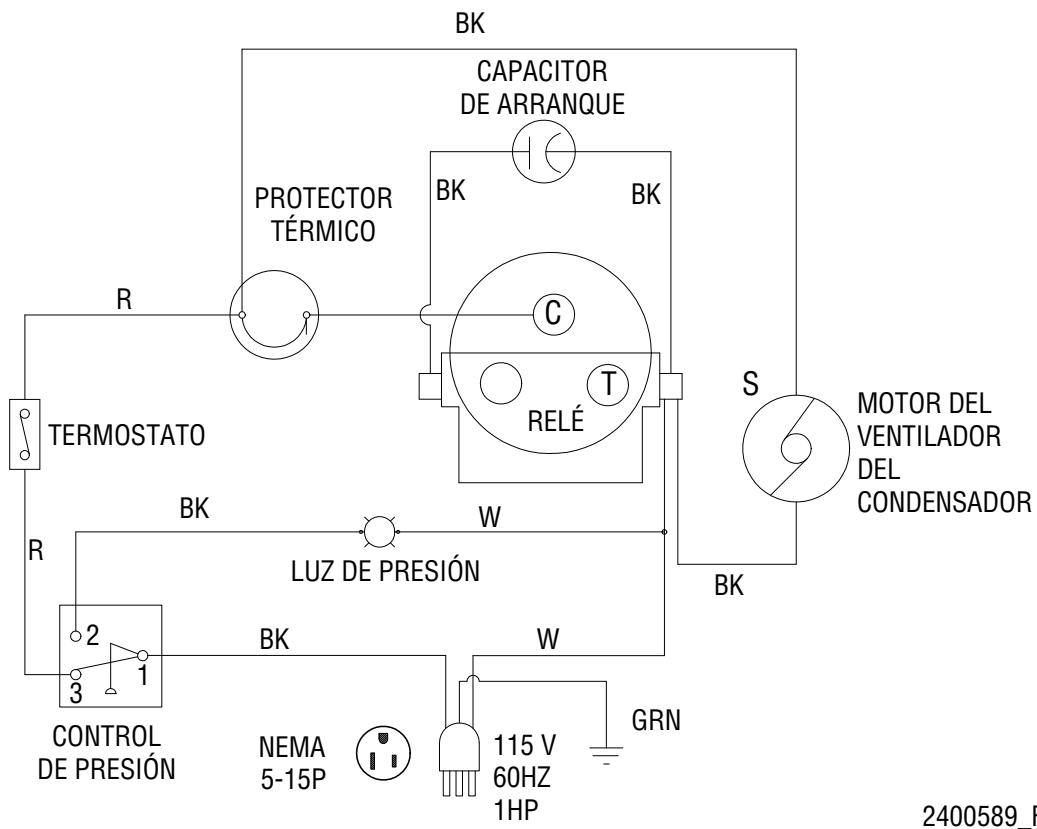 BK
CAPACITOR
DE ARRANQUE
BK
BK
PROTECTOR
TÉRMICO
R
C
T
RELÉ
S
MOTOR DEL
VENTILADOR
DEL
CONDENSADOR
TERMOSTATO
BK
W
R
LUZ DE PRESIÓN
BK
2
1
3
BK
W
CONTROL
DE PRESIÓN
NEMA
5-15P
115 V
60HZ
1HP
GRN